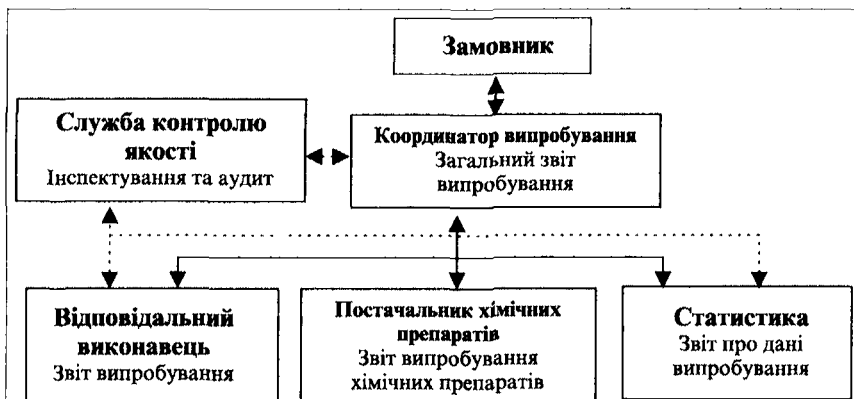 Замовник
Служба контролю
якості
Інспектування та аудит
Координатор випробування
Загальний звіт
випробування
Відповідальний
виконавець
Звіт випробування
Постачальник хімічних
препаратів
Звіт випробування
хімічних препаратів
Статистика
Звіт про дані
випробування